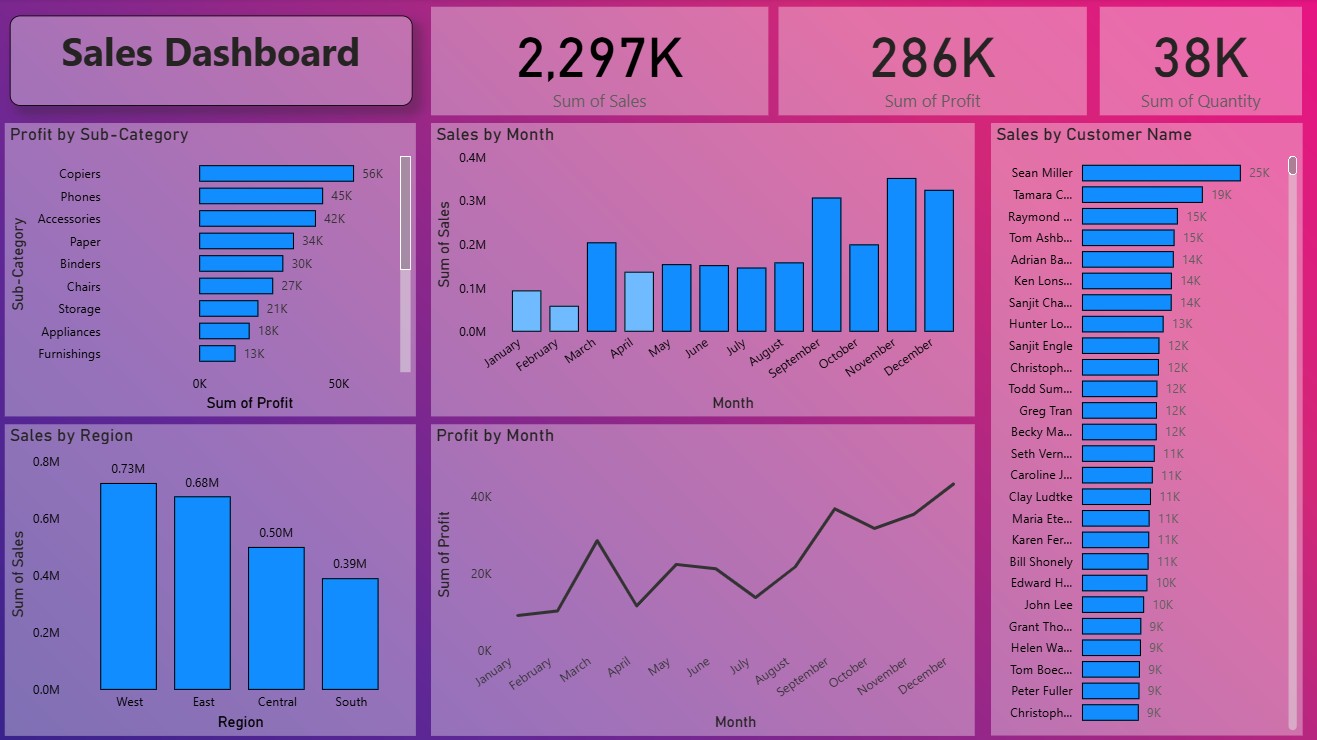 Sales Dashboard
2,297K
Sum of Sales
286K
Sum of Profit
38K
Sum of Quantity
Profit by Sub-Category
Sub-Category
Copiers 56K
Phones 45K
Accessories 42K
Paper 34K
Binders 30K
Chairs 27K
Storage 21K
Appliances 18K
Furnishings 13K
0K 50K
Sum of Profit
Sales by Month
Sum of Sales
0.4M
0.3M
0.2M
0.1M
0.0M
January February March April May June July August September October November December
Month
Sales by Customer Name
Sean Miller 25K
Tamara C... 19K
Raymond ... 15K
Tom Ashb... 15K
Adrian Ba... 14K
Ken Lons... 14K
Sanjit Cha... 14K
Hunter Lo... 13K
Sanjit Engle 12K
Christoph... 12K
Todd Sum... 12K
Greg Tran 12K
Becky Ma... 12K
Seth Vern... 11K
Caroline J... 11K
Clay Ludtke 11K
Maria Ete... 11K
Karen Fer... 11K
Bill Shonely 11K
Edward H... 10K
John Lee 10K
Grant Tho... 9K
Helen Wa... 9K
Tom Boec... 9K
Peter Fuller 9K
Christoph... 9K
Sales by Region
Sum of Sales
0.8M
0.6M
0.4M
0.2M
0.0M
0.73M 0.68M 0.50M 0.39M
West East Central South
Region
Profit by Month
Sum of Profit
40K
20K
0K
January February March April May June July August September October November December
Month